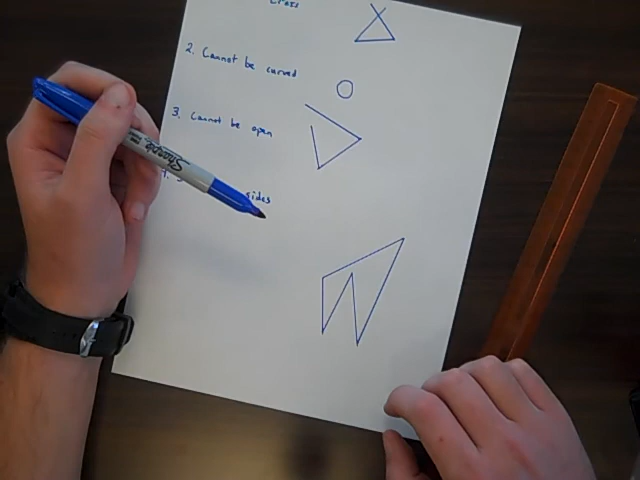 2. Cannot be curved
3. Cannot be open
sides
Sharpie